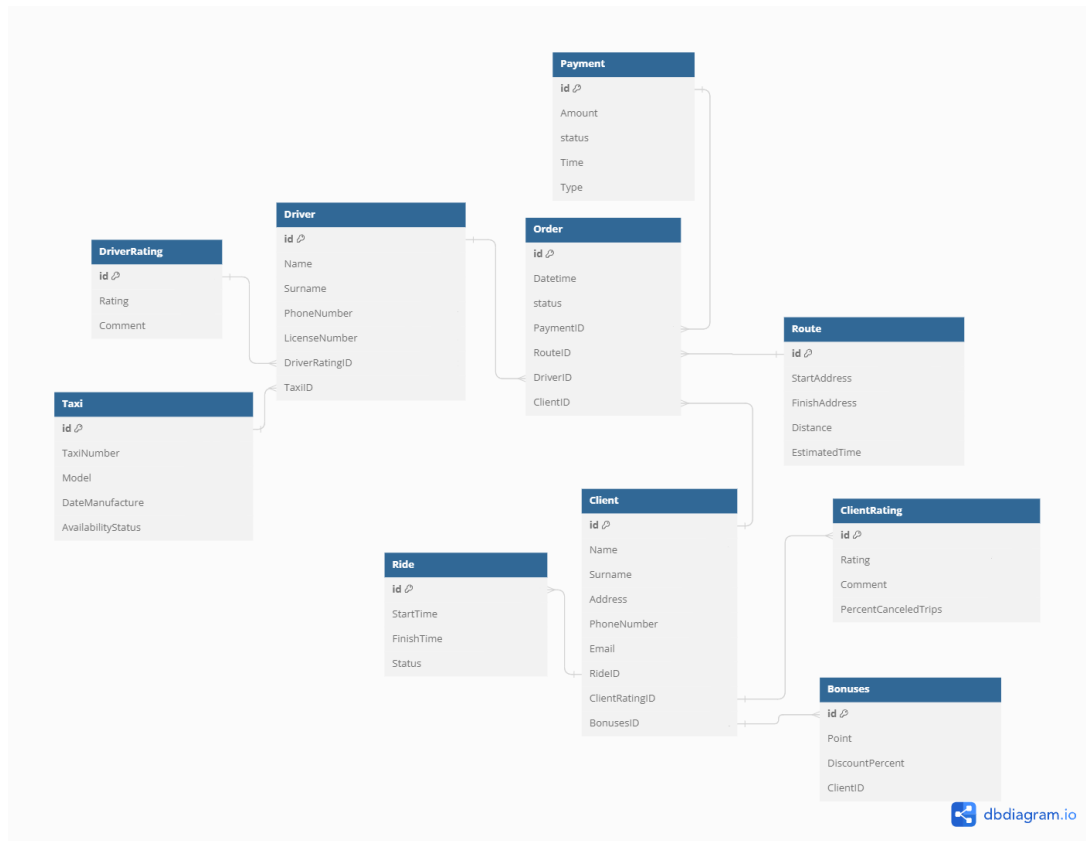 Payment
id
Amount
status
Time
Type
Driver
id
Name
Surname
PhoneNumber
LicenseNumber
DriverRatingID
TaxiID
Order
id
Datetime
status
PaymentID
RouteID
DriverID
ClientID
DriverRating
id
Rating
Comment
Route
id
StartAddress
FinishAddress
Distance
EstimatedTime
Taxi
id
TaxiNumber
Model
DateManufacture
AvailabilityStatus
Client
id
Name
Surname
Address
PhoneNumber
Email
RideID
ClientRatingID
BonusesID
ClientRating
id
Rating
Comment
PercentCanceledTrips
Ride
id
StartTime
FinishTime
Status
Bonuses
id
Point
DiscountPercent
ClientID
dbdiagram.io